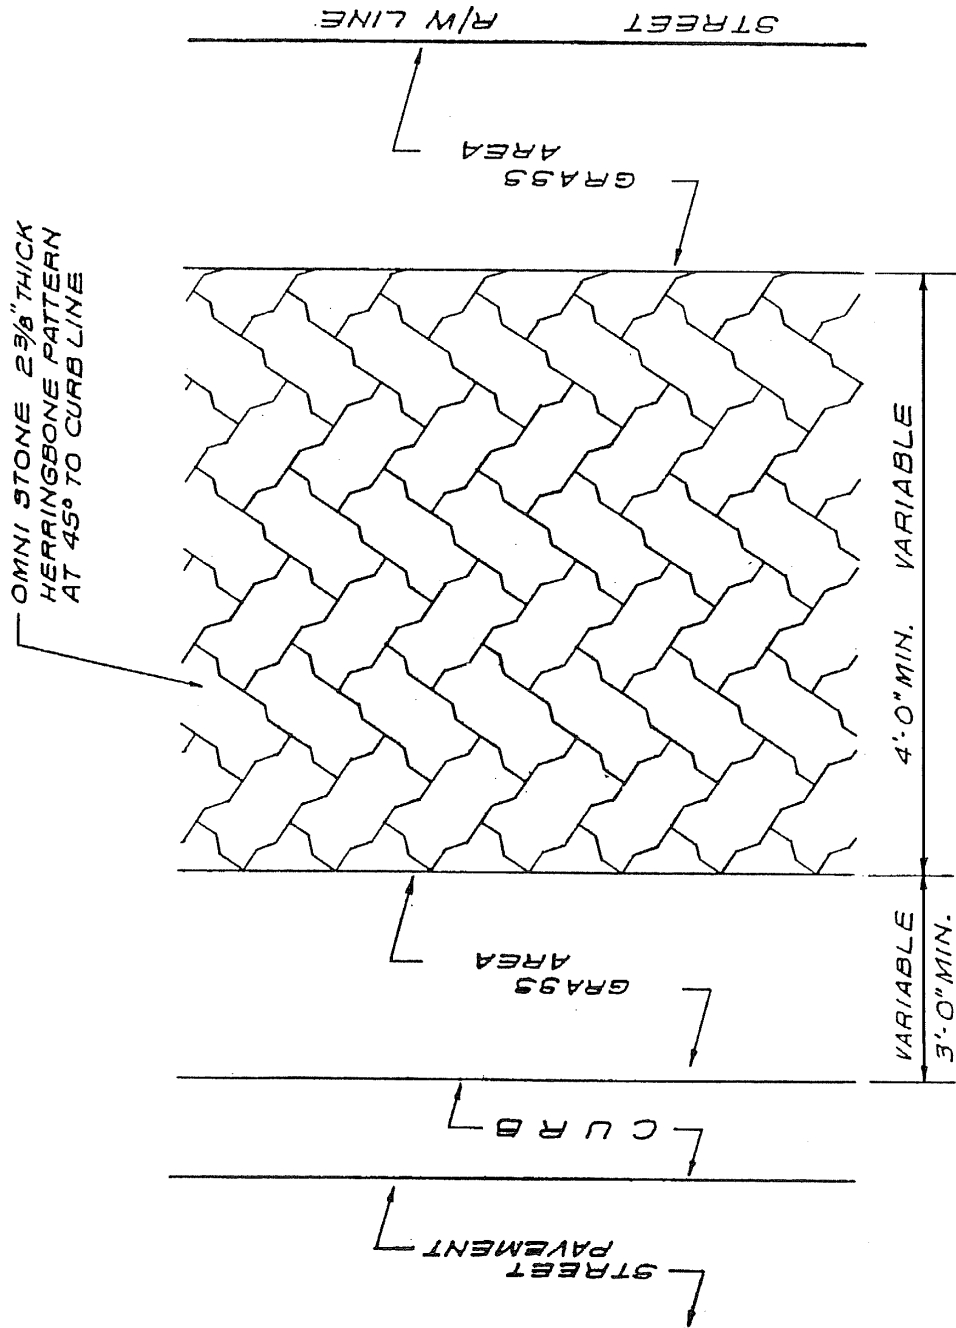 STREET R/W LINE
GRASS
AREA
OMNI STONE 2 3/8" THICK
HERRINGBONE PATTERN
AT 45° TO CURB LINE
4'-0" MIN. VARIABLE
GRASS
AREA
VARIABLE
3'-0" MIN.
CURB
STREET
PAVEMENT